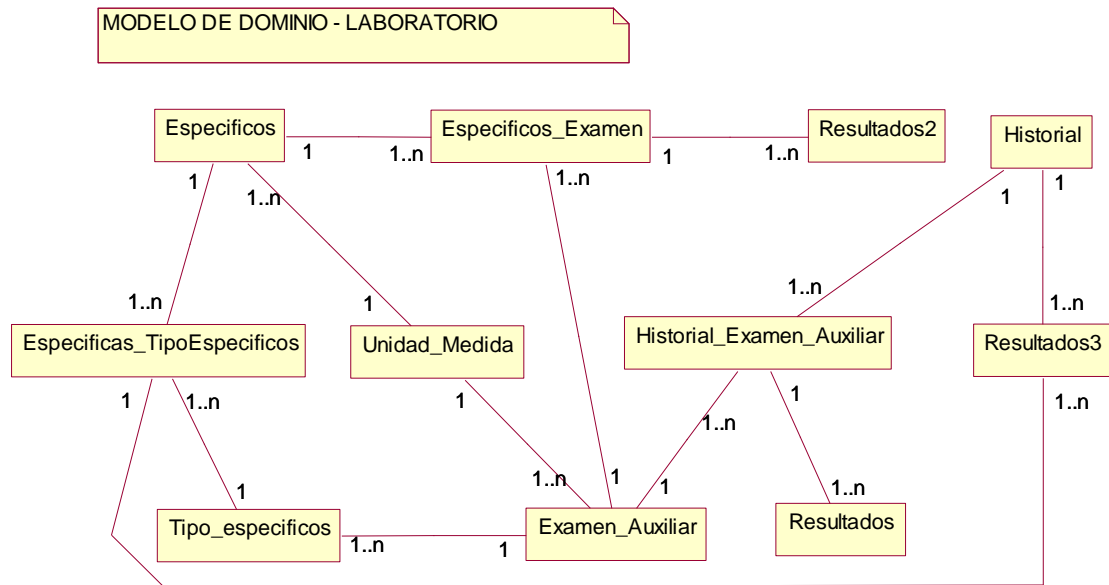 MODELO DE DOMINIO - LABORATORIO
Especificos
Especificos_Examen
Resultados2
Historial
1
1..n
1
1..n
1
1..n
1..n
1
1
1..n
1
1..n
1..n
Especificas_TipoEspecificos
Unidad_Medida
Historial_Examen_Auxiliar
Resultados3
1
1..n
1
1..n
1
1..n
1
1..n
1
1
1..n
Tipo_especificos
Examen_Auxiliar
Resultados
1..n
1